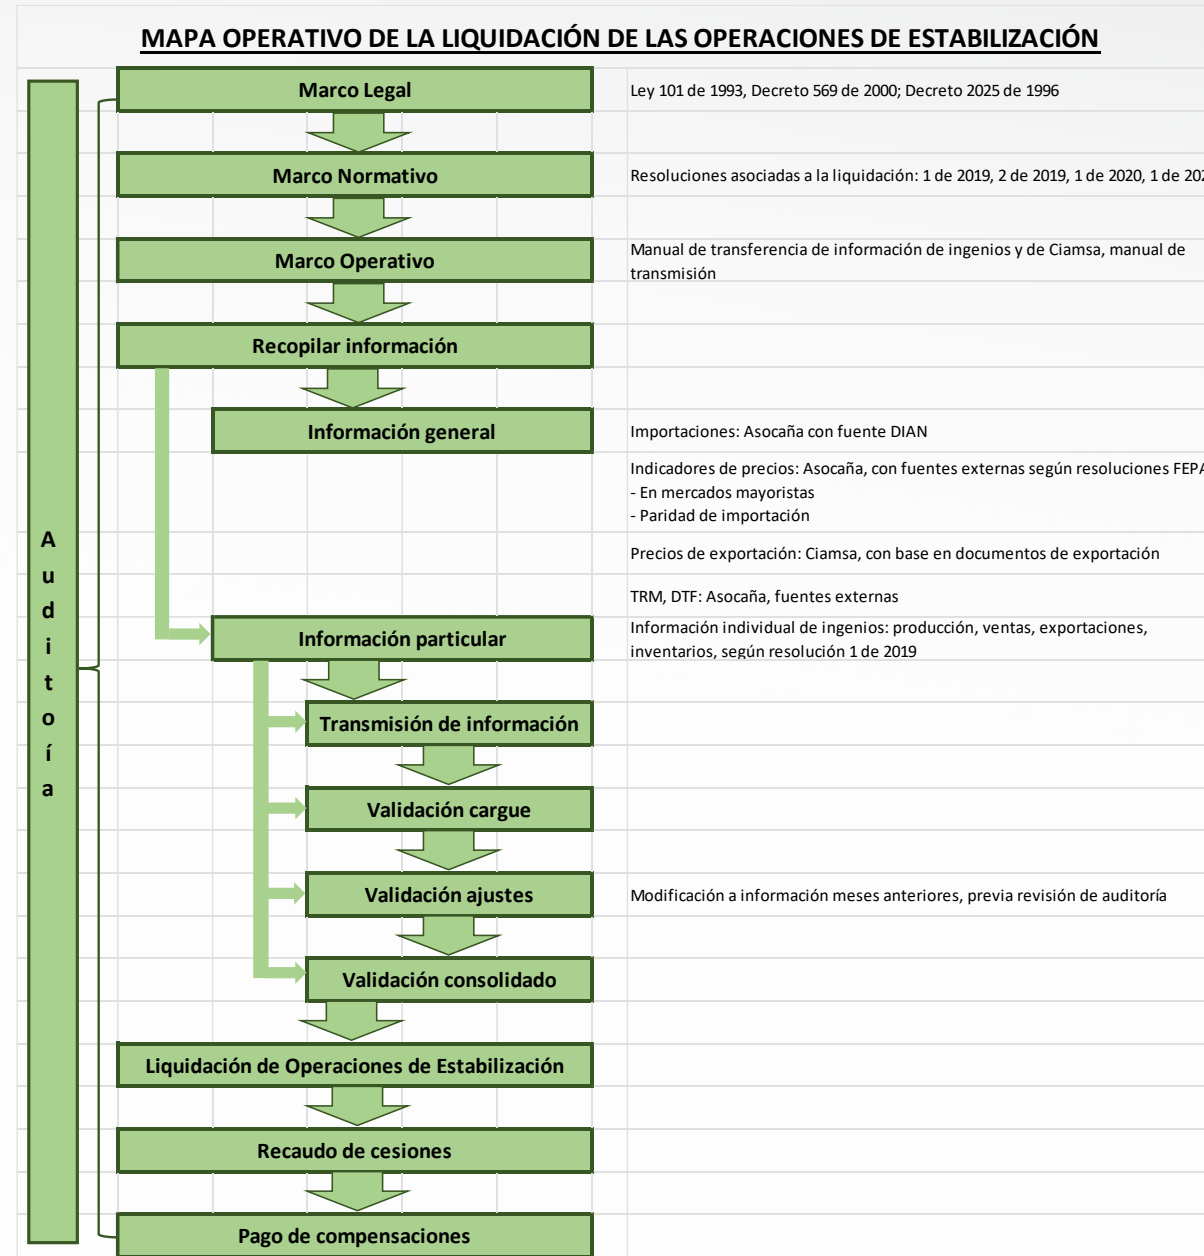 MAPA OPERATIVO DE LA LIQUIDACIÓN DE LAS OPERACIONES DE ESTABILIZACIÓN
Marco Legal
Ley 101 de 1993, Decreto 569 de 2000; Decreto 2025 de 1996
Marco Normativo
Resoluciones asociadas a la liquidación: 1 de 2019, 2 de 2019, 1 de 2020, 1 de
Marco Operativo
Manual de transferencia de información de ingenios y de Ciamsa, manual de
transmisión
Recopilar información
Información general
Importaciones: Asocaña con fuente DIAN
Indicadores de precios: Asocaña, con fuentes externas según resoluciones
- En mercados mayoristas
- Paridad de importación
Precios de exportación: Ciamsa, con base en documentos de exportación
TRM, DTF: Asocaña, fuentes externas
Información particular
Información individual de ingenios: producción, ventas, exportaciones,
inventarios, según resolución 1 de 2019
Transmisión de información
Validación cargue
Validación ajustes
Modificación a información meses anteriores, previa revisión de auditoría
Validación consolidado
Liquidación de Operaciones de Estabilización
Recaudo de cesiones
Pago de compensaciones
A
u
d
i
t
o
í
a